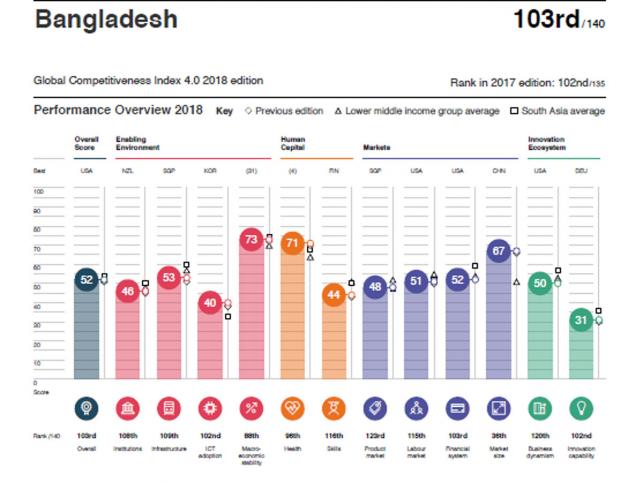 Bangladesh 103rd/140
Global Competitiveness Index 4.0 2018 edition Rank in 2017 edition: 102nd/135
Performance Overview 2018 Key Previous edition Lower middle income group average South Asia average
Overall Score Enabling Environment Human Capital Markets Innovation Ecosystem
Best USA NZL SGP KOR (31) (4) FIN SGP USA USA CHN USA DEU
100
90
80
70
60
50
40
30
20
10
0
Score
52 46 53 40 73 71 44 48 51 52 67 50 31
Rank /140 103rd 108th 109th 102nd 88th 96th 116th 123rd 115th 103rd 36th 120th 102nd
Overall Institutions Infrastructure ICT adoption Macro-economic stability Health Skills Product market Labour market Financial system Market size Business dynamism Innovation capability